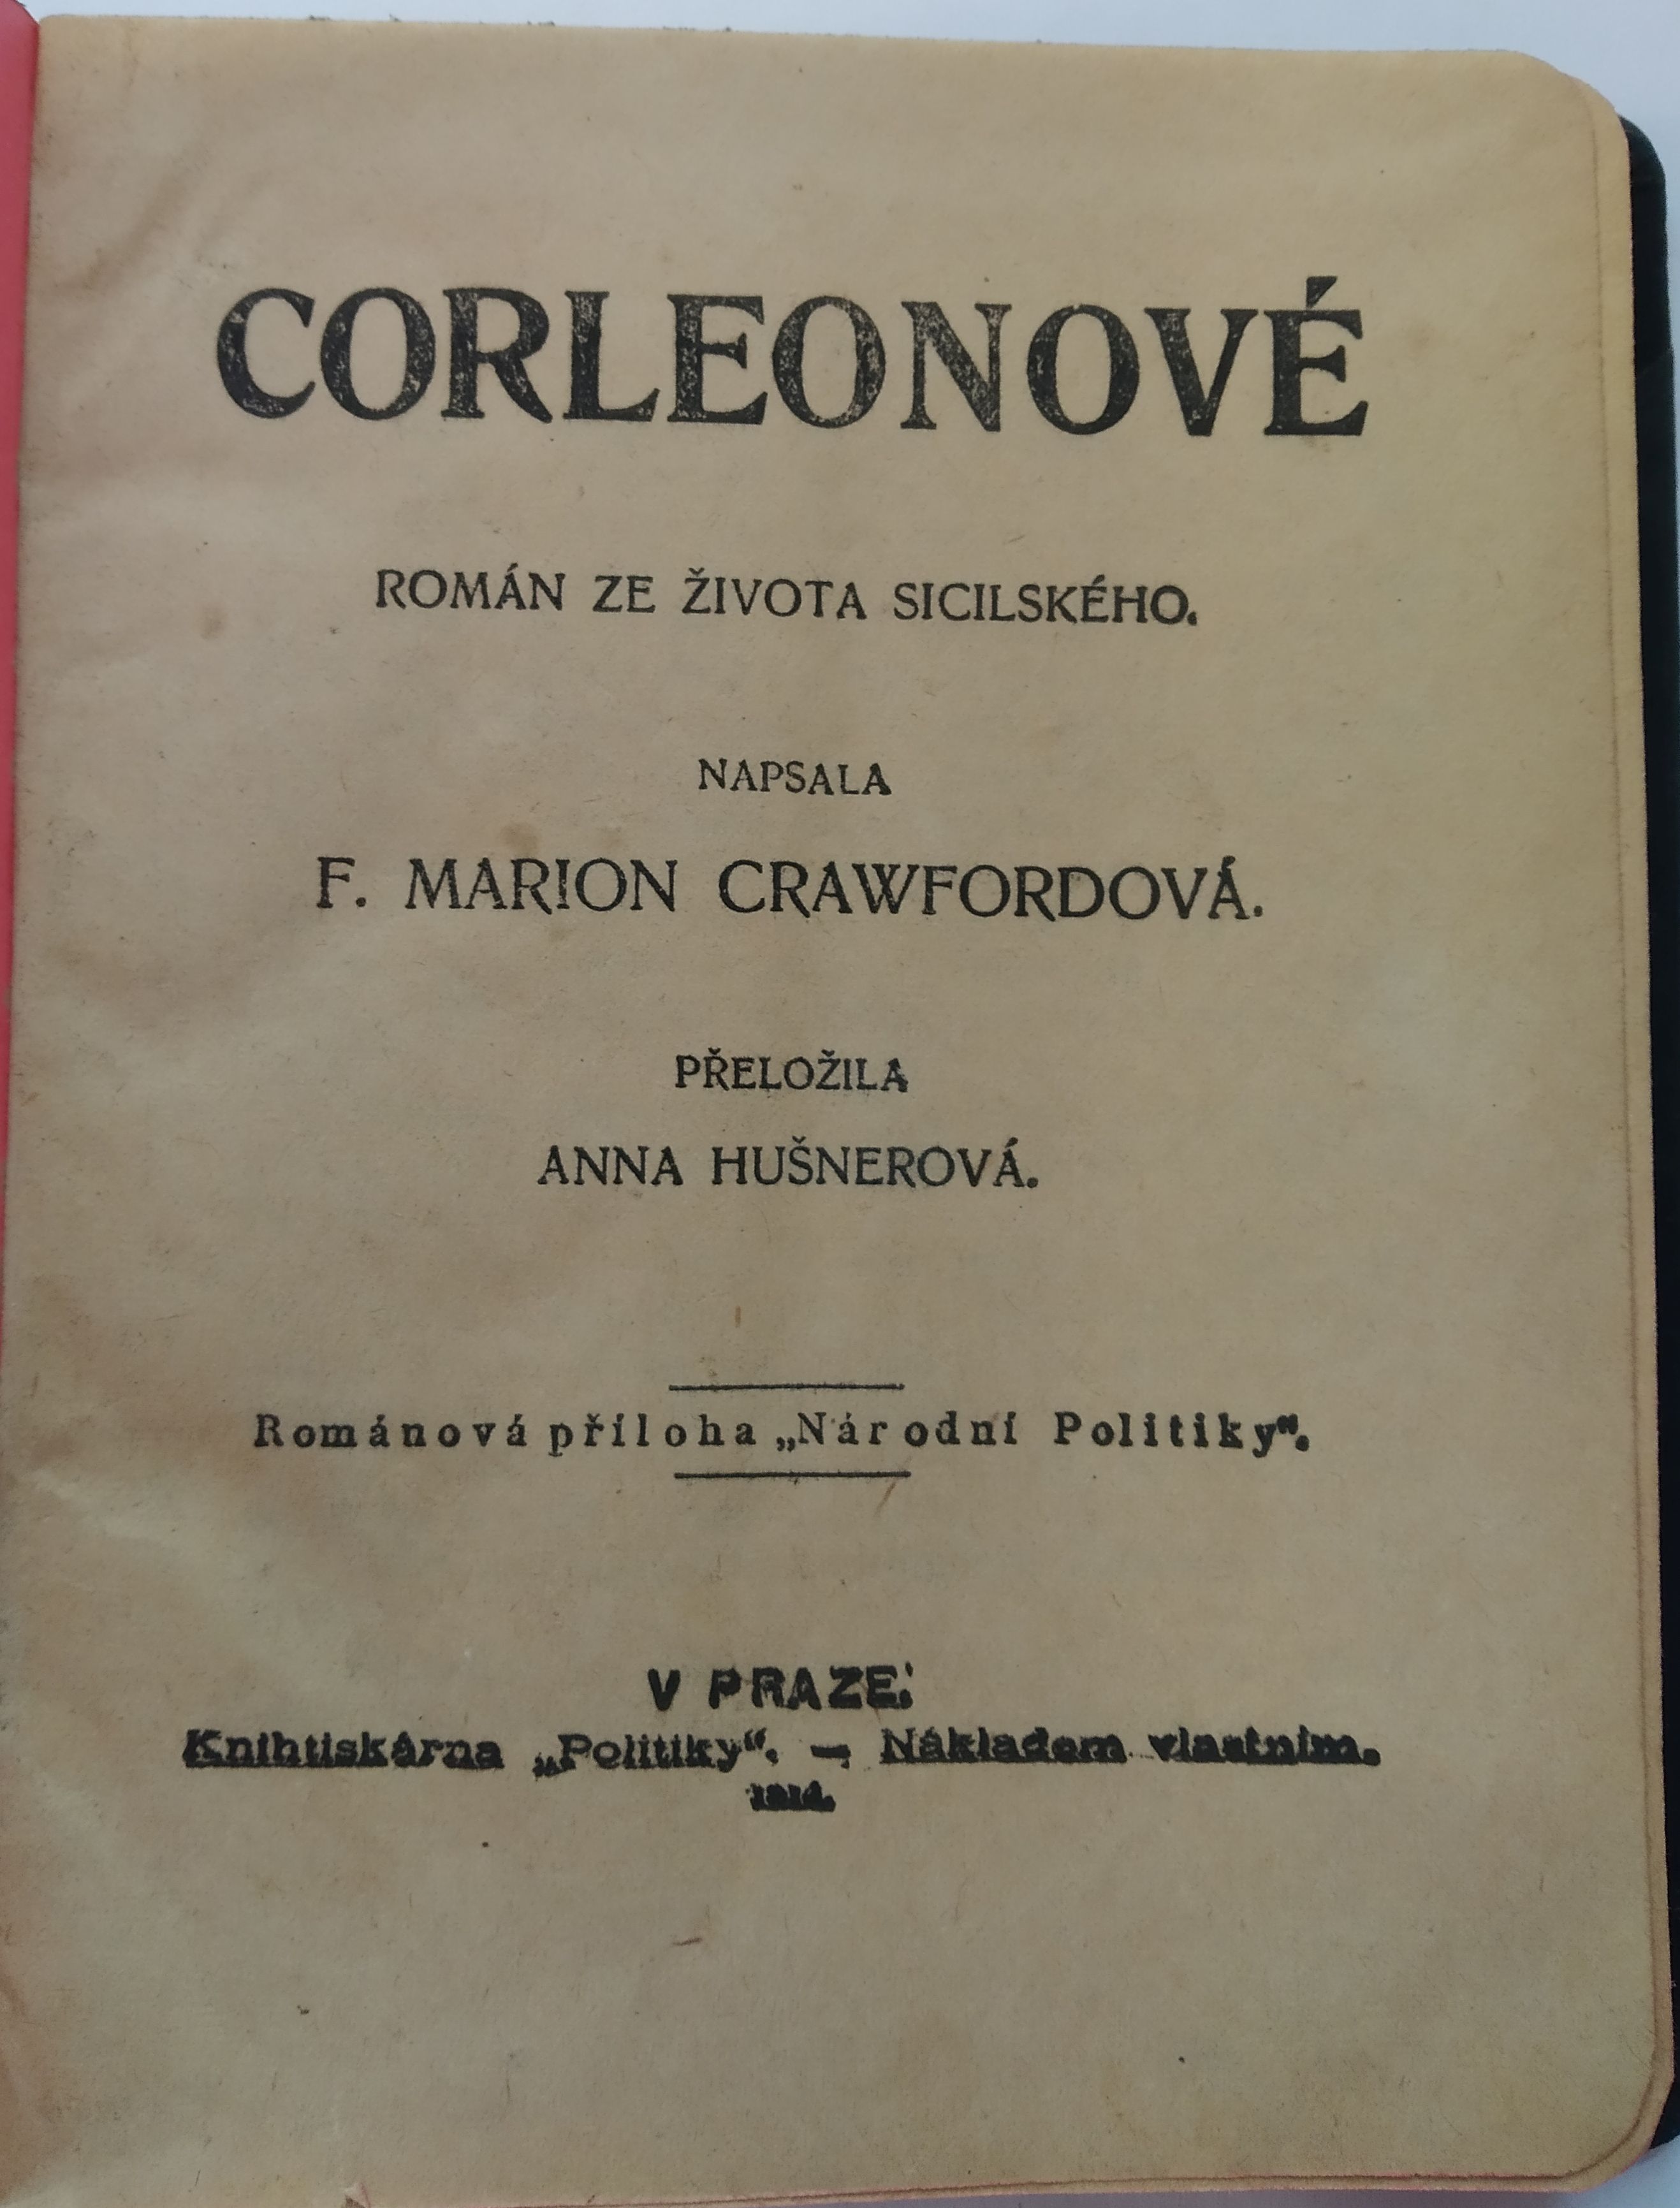 CORLEONOVÉ
ROMÁN ZE ŽIVOTA SICILSKÉHO.
NAPSALA
F. MARION CRAWFORDOVÁ.
PŘELOŽILA
ANNA HUŠNEROVÁ.
Románová příloha „Národní Politiky“.
V PRAZE.
Knihtiskárna „Politiky“. — Nákladem vlastním.